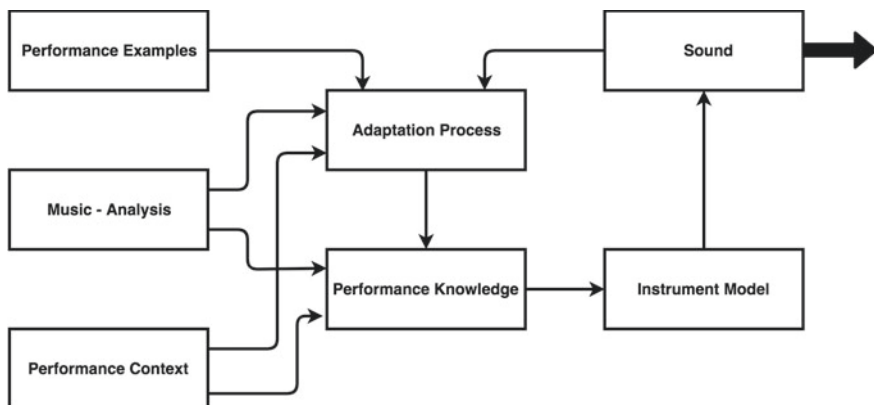 Performance Examples
Sound
Adaptation Process
Music - Analysis
Performance Knowledge
Instrument Model
Performance Context